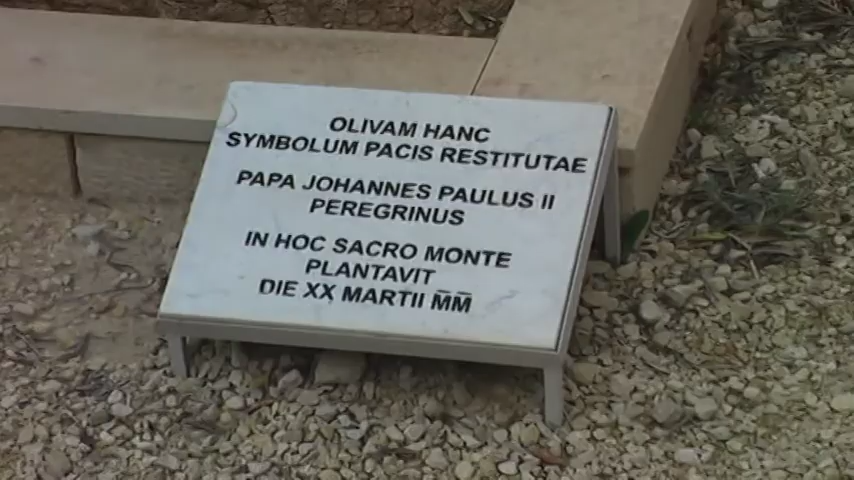 OLIVAM HANC
SYMBOLUM PACIS RESTITUTAE
PAPA JOHANNES PAULUS II
PEREGRINUS
IN HOC SACRO MONTE
PLANTAVIT
DIE XX MARTII M̅M̅